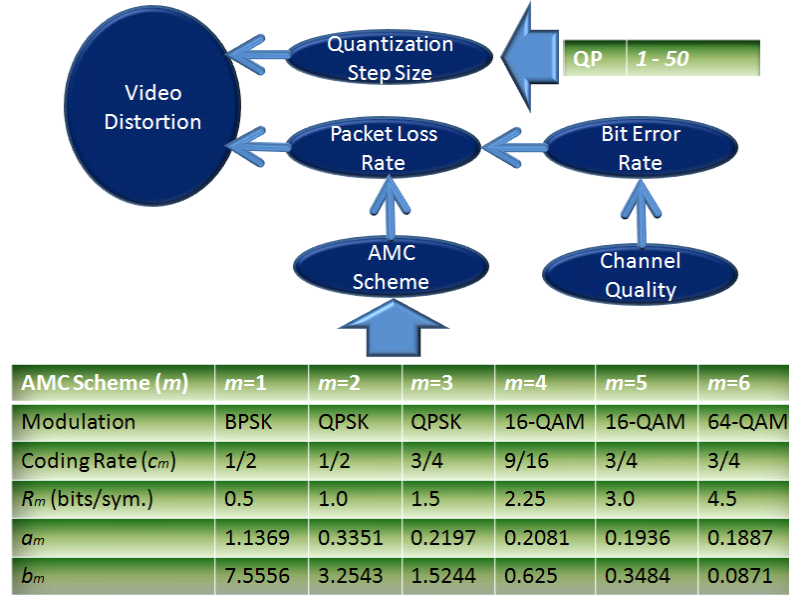 Quantization
Step Size
QP 1 - 50
Video
Distortion
Packet Loss
Rate
Bit Error
Rate
AMC
Scheme
Channel
Quality
AMC Scheme (m) m=1 m=2 m=3 m=4 m=5 m=6
Modulation BPSK QPSK QPSK 16-QAM 16-QAM 64-QAM
Coding Rate (cm) 1/2 1/2 3/4 9/16 3/4 3/4
Rm (bits/sym.) 0.5 1.0 1.5 2.25 3.0 4.5
am 1.1369 0.3351 0.2197 0.2081 0.1936 0.1887
bm 7.5556 3.2543 1.5244 0.625 0.3484 0.0871